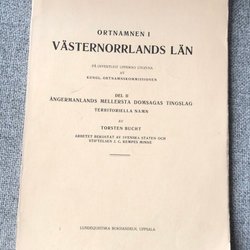 ORTNAMNEN I
VÄSTERNORRLANDS LÄN
PÅ OFFENTLIGT UPPDRAG UTGIVNA
AV
KUNGL. ORTNAMNSKOMMISSIONEN
DEL II
ÅNGERMANLANDS MELLERSTA DOMSAGAS TINGSLAG
TERRITORIELLA NAMN
AV
TORSTEN BUCHT
ARBETET BEKOSTAT AV SVENSKA STATEN OCH
STIFTELSEN J. C. KEMPES MINNE
LUNDEQUISTSKA BOKHANDELN, UPPSALA